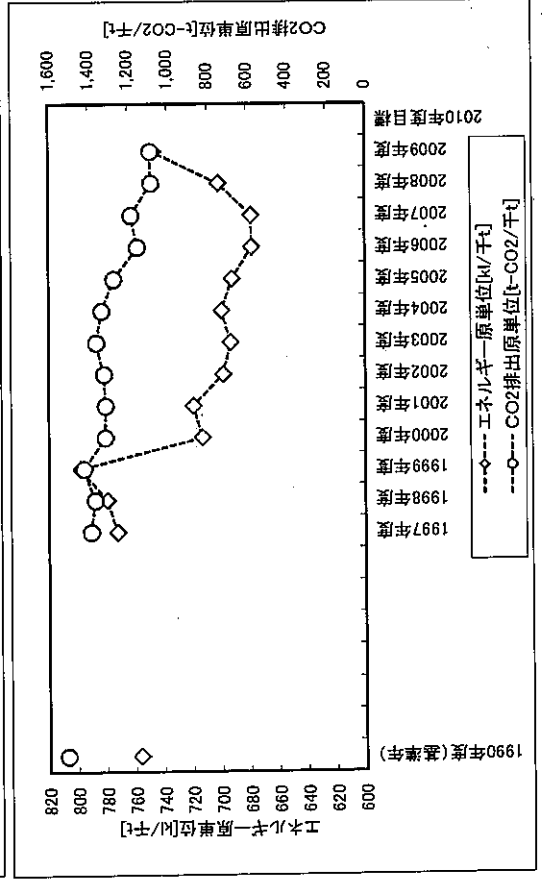 エネルギー原単位[kl/千t]
820
800
780
760
740
720
700
680
660
640
620
600
CO2排出原単位[t-CO2/千t]
1,600
1,400
1,200
1,000
800
600
400
200
0
1990年度(基準年)
1997年度
1998年度
1999年度
2000年度
2001年度
2002年度
2003年度
2004年度
2005年度
2006年度
2007年度
2008年度
2009年度
2010年度目標
エネルギー原単位[kl/千t]
CO2排出原単位[t-CO2/千t]